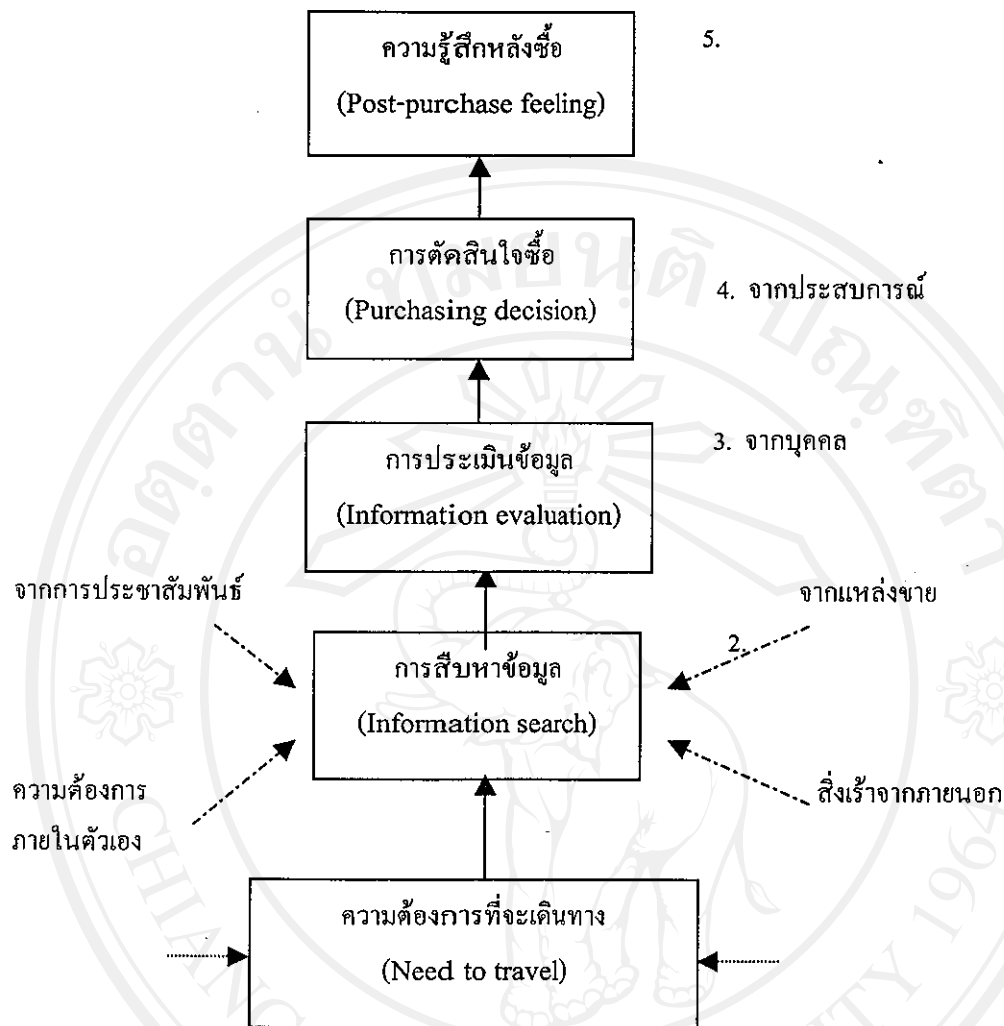 ความรู้สึกหลังซื้อ
(Post-purchase feeling)
5.
การตัดสินใจซื้อ
(Purchasing decision)
4. จากประสบการณ์
การประเมินข้อมูล
(Information evaluation)
3. จากบุคคล
จากการประชาสัมพันธ์
จากแหล่งขาย
2.
การสืบหาข้อมูล
(Information search)
ความต้องการ
ภายในตัวเอง
สิ่งเร้าจากภายนอก
ความต้องการที่จะเดินทาง
(Need to travel)